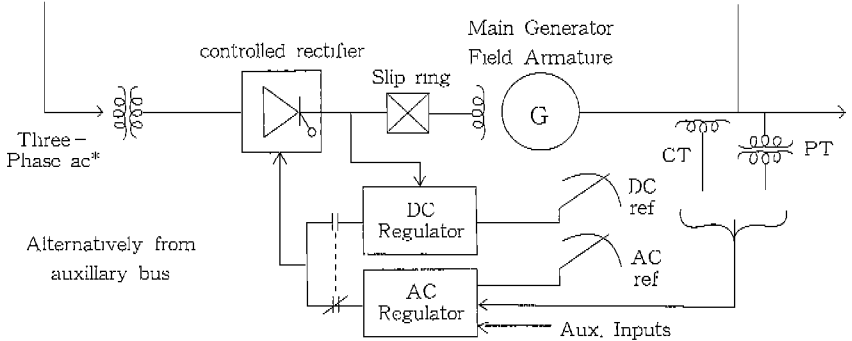 Main Generator
controlled rectifier
Field Armature
Slip ring
G
Three-
Phase ac*
CT
PT
DC
Regulator
DC
ref
Alternatively from
auxillary bus
AC
Regulator
AC
ref
Aux. Inputs